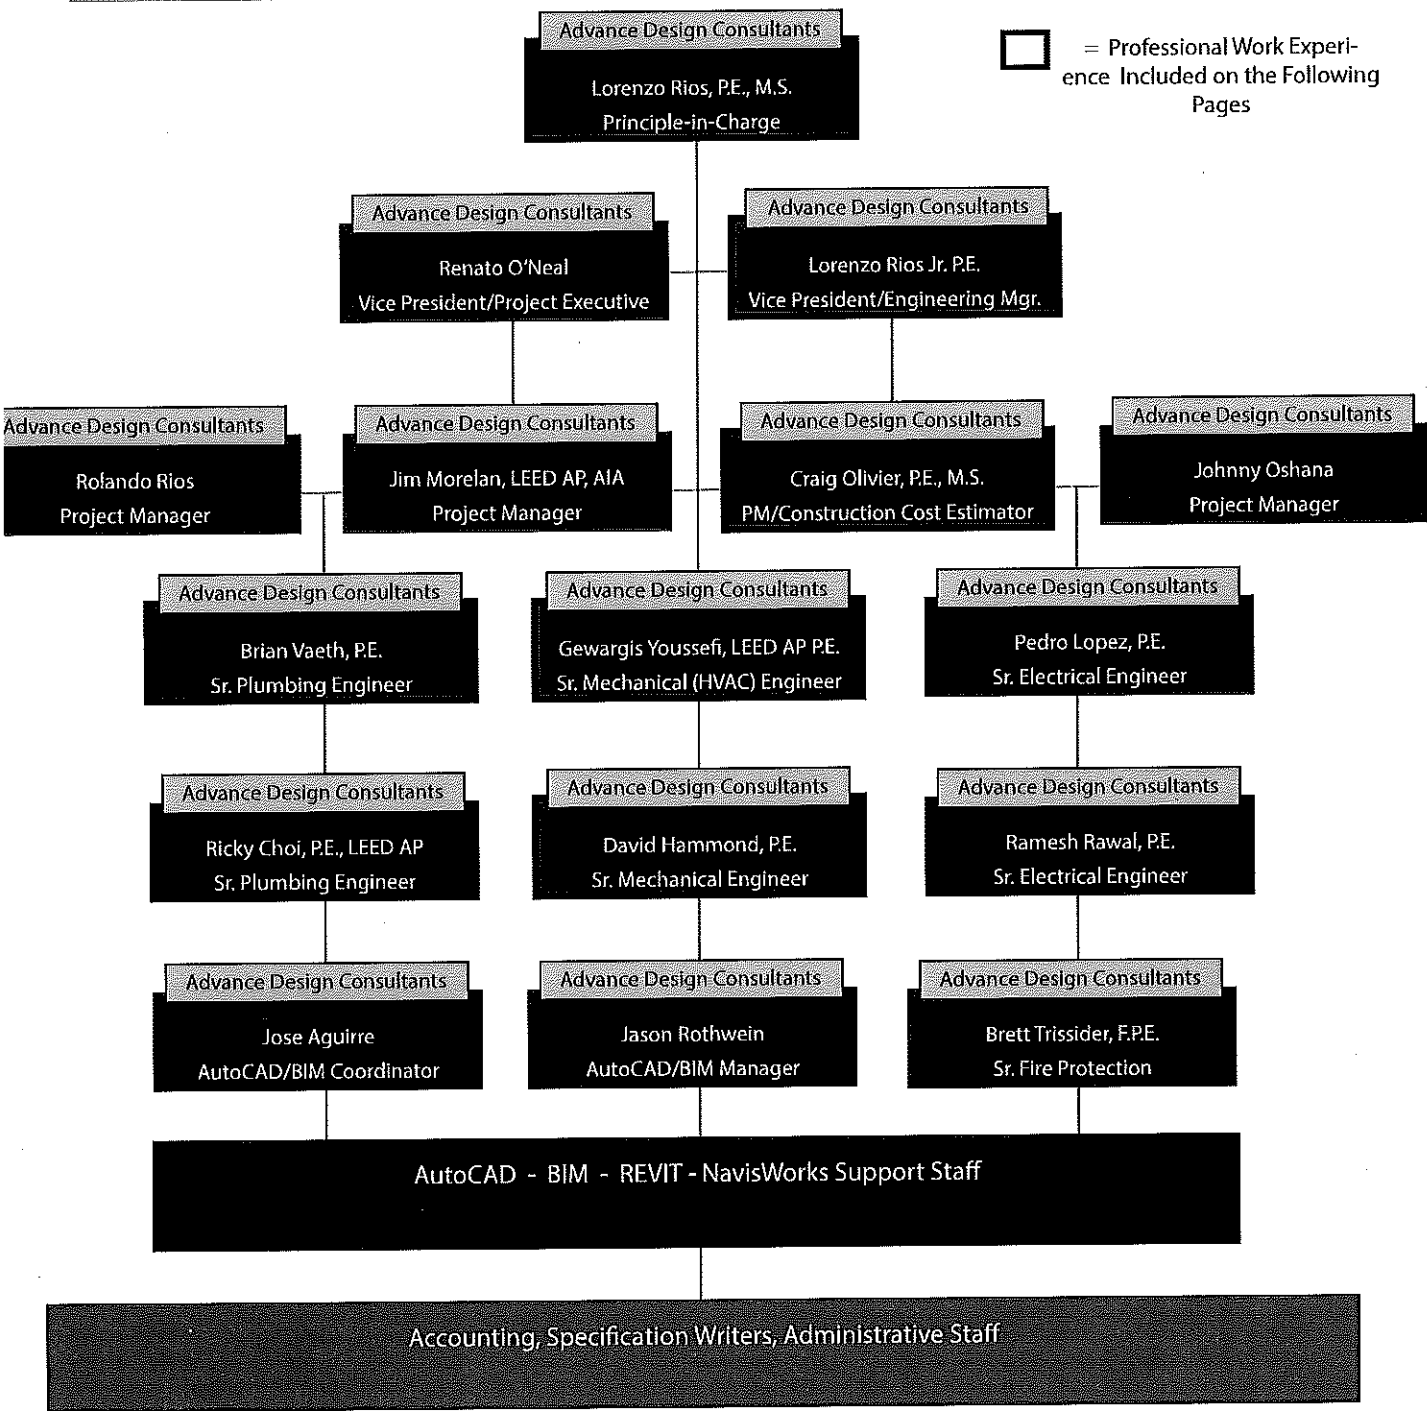 Advance Design Consultants
Lorenzo Rios, P.E., M.S.
Principle-in-Charge
= Professional Work Experi-
ence Included on the Following
Pages
Advance Design Consultants
Renato O'Neal
Vice President/Project Executive
Advance Design Consultants
Lorenzo Rios Jr. P.E.
Vice President/Engineering Mgr.
Advance Design Consultants
Rolando Rios
Project Manager
Advance Design Consultants
Jim Morelan, LEED AP, AIA
Project Manager
Advance Design Consultants
Craig Olivier, P.E., M.S.
PM/Construction Cost Estimator
Advance Design Consultants
Johnny Oshana
Project Manager
Advance Design Consultants
Brian Vaeth, P.E.
Sr. Plumbing Engineer
Advance Design Consultants
Gewargis Youssefi, LEED AP P.E.
Sr. Mechanical (HVAC) Engineer
Advance Design Consultants
Pedro Lopez, P.E.
Sr. Electrical Engineer
Advance Design Consultants
Ricky Choi, P.E., LEED AP
Sr. Plumbing Engineer
Advance Design Consultants
David Hammond, P.E.
Sr. Mechanical Engineer
Advance Design Consultants
Ramesh Rawal, P.E.
Sr. Electrical Engineer
Advance Design Consultants
Jose Aguirre
AutoCAD/BIM Coordinator
Advance Design Consultants
Jason Rothwein
AutoCAD/BIM Manager
Advance Design Consultants
Brett Trissider, F.P.E.
Sr. Fire Protection
AutoCAD - BIM - REVIT - NavisWorks Support Staff
Accounting, Specification Writers, Administrative Staff